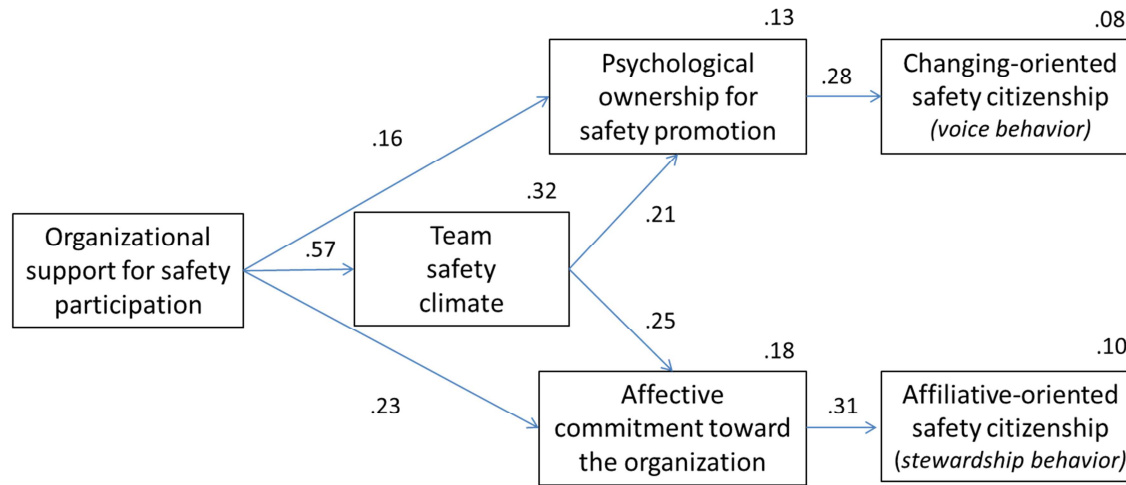 .13
.08
Psychological
ownership for
safety promotion
.28
Changing-oriented
safety citizenship
(voice behavior)
.16
.32
.21
Organizational
support for safety
participation
.57
Team
safety
climate
.25
.18
.10
.23
Affective
commitment toward
the organization
.31
Affiliative-oriented
safety citizenship
(stewardship behavior)